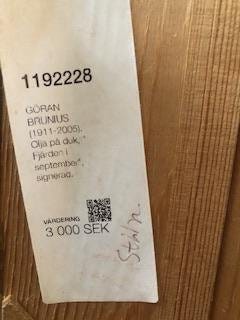 1192228
GÖRAN
BRUNIUS
(1911-2005).
Olja på duk, "
Fjärden i
september",
signerad.
VÄRDERING
3 000 SEK